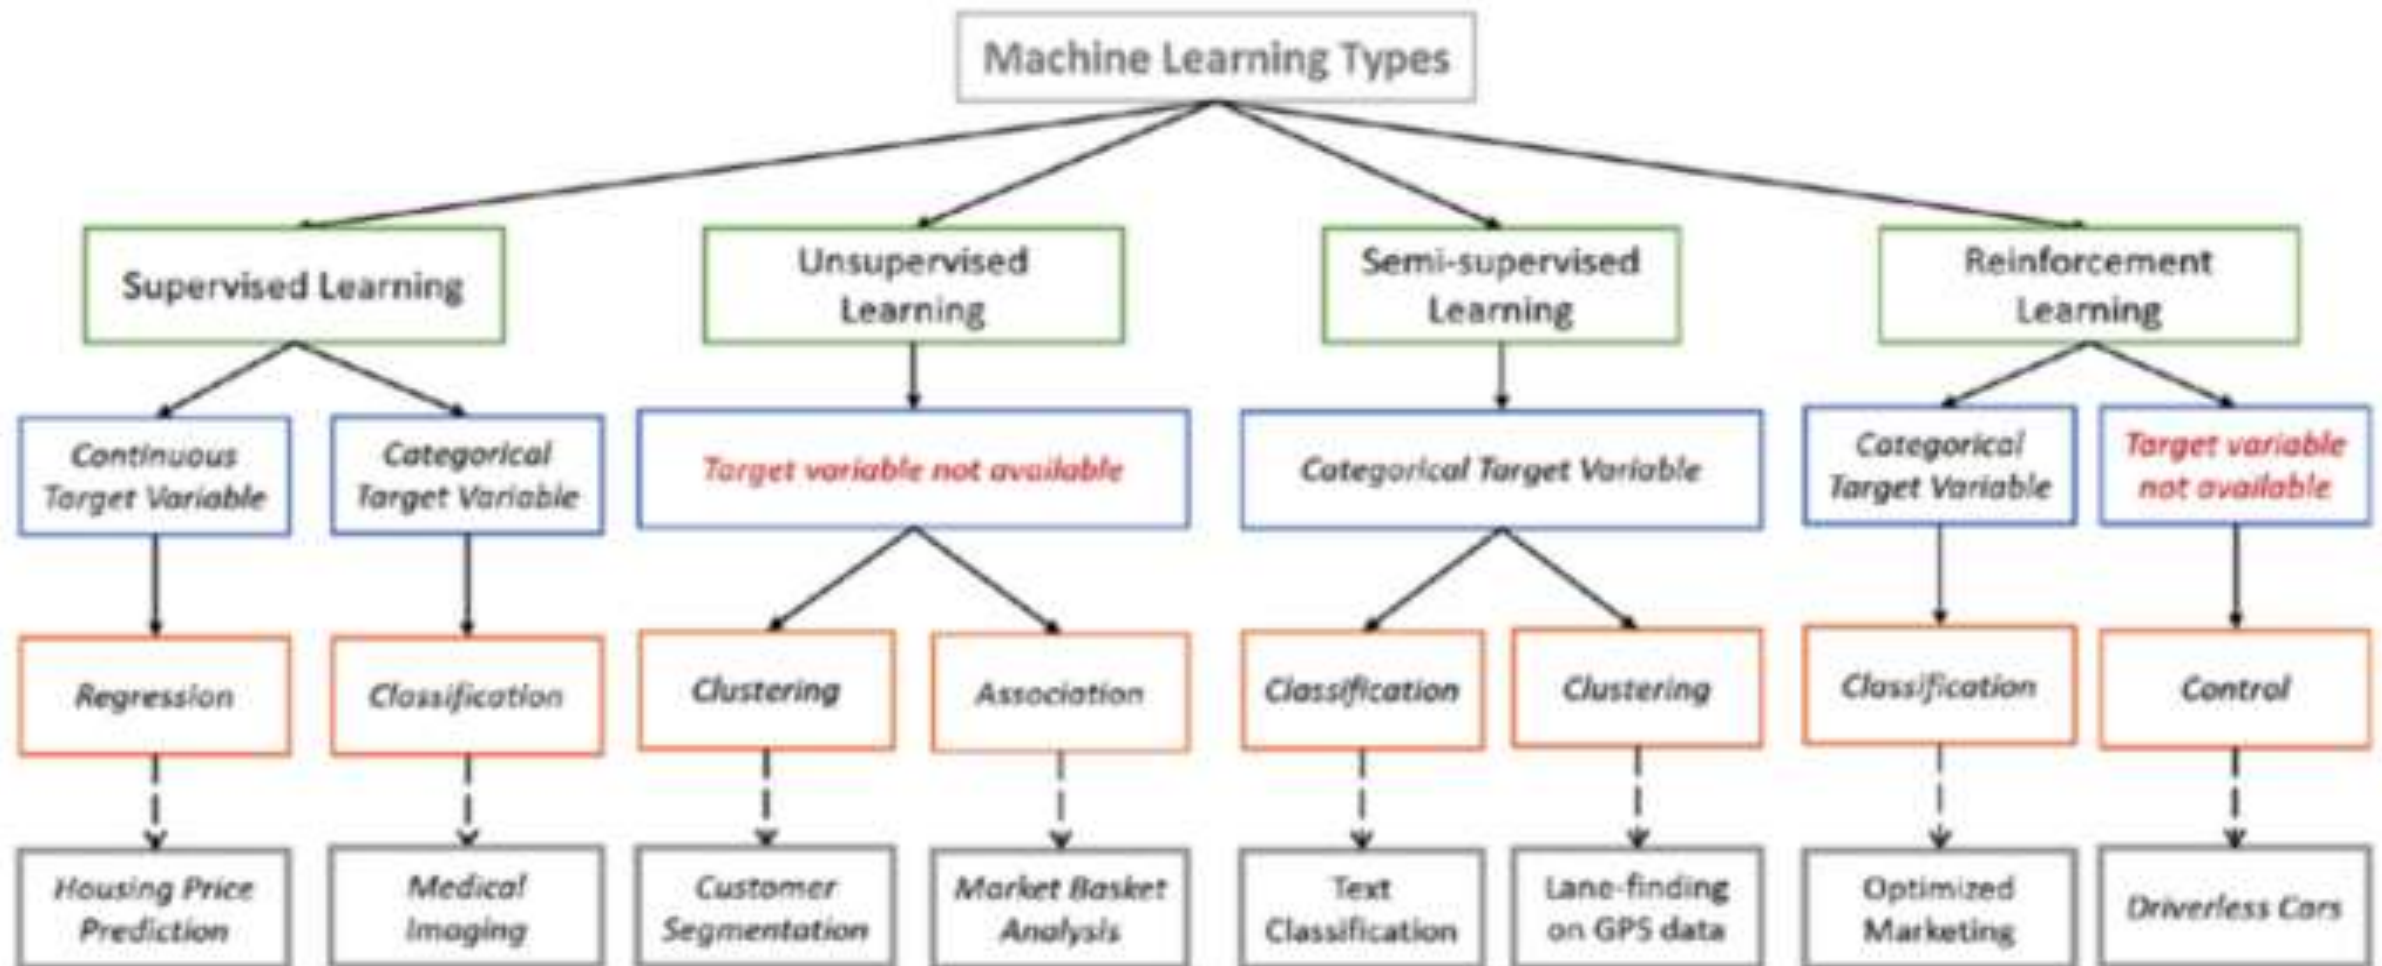 Machine Learning Types
Supervised Learning
Unsupervised
Learning
Semi-supervised
Learning
Reinforcement
Learning
Continuous
Target Variable
Categorical
Target Variable
Target variable not available
Categorical Target Variable
Categorical
Target Variable
Target variable
not available
Regression
Classification
Clustering
Association
Classification
Clustering
Classification
Control
Housing Price
Prediction
Medical
Imaging
Customer
Segmentation
Market Basket
Analysis
Text
Classification
Lane-finding
on GPS data
Optimized
Marketing
Driverless Cars